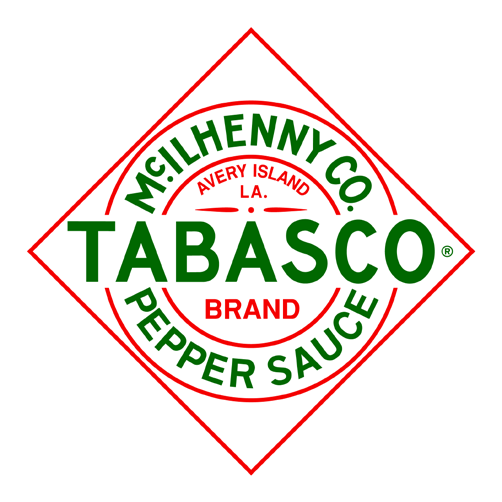 McILHENNY CO.
AVERY ISLAND
LA.
TABASCO®
BRAND
PEPPER SAUCE